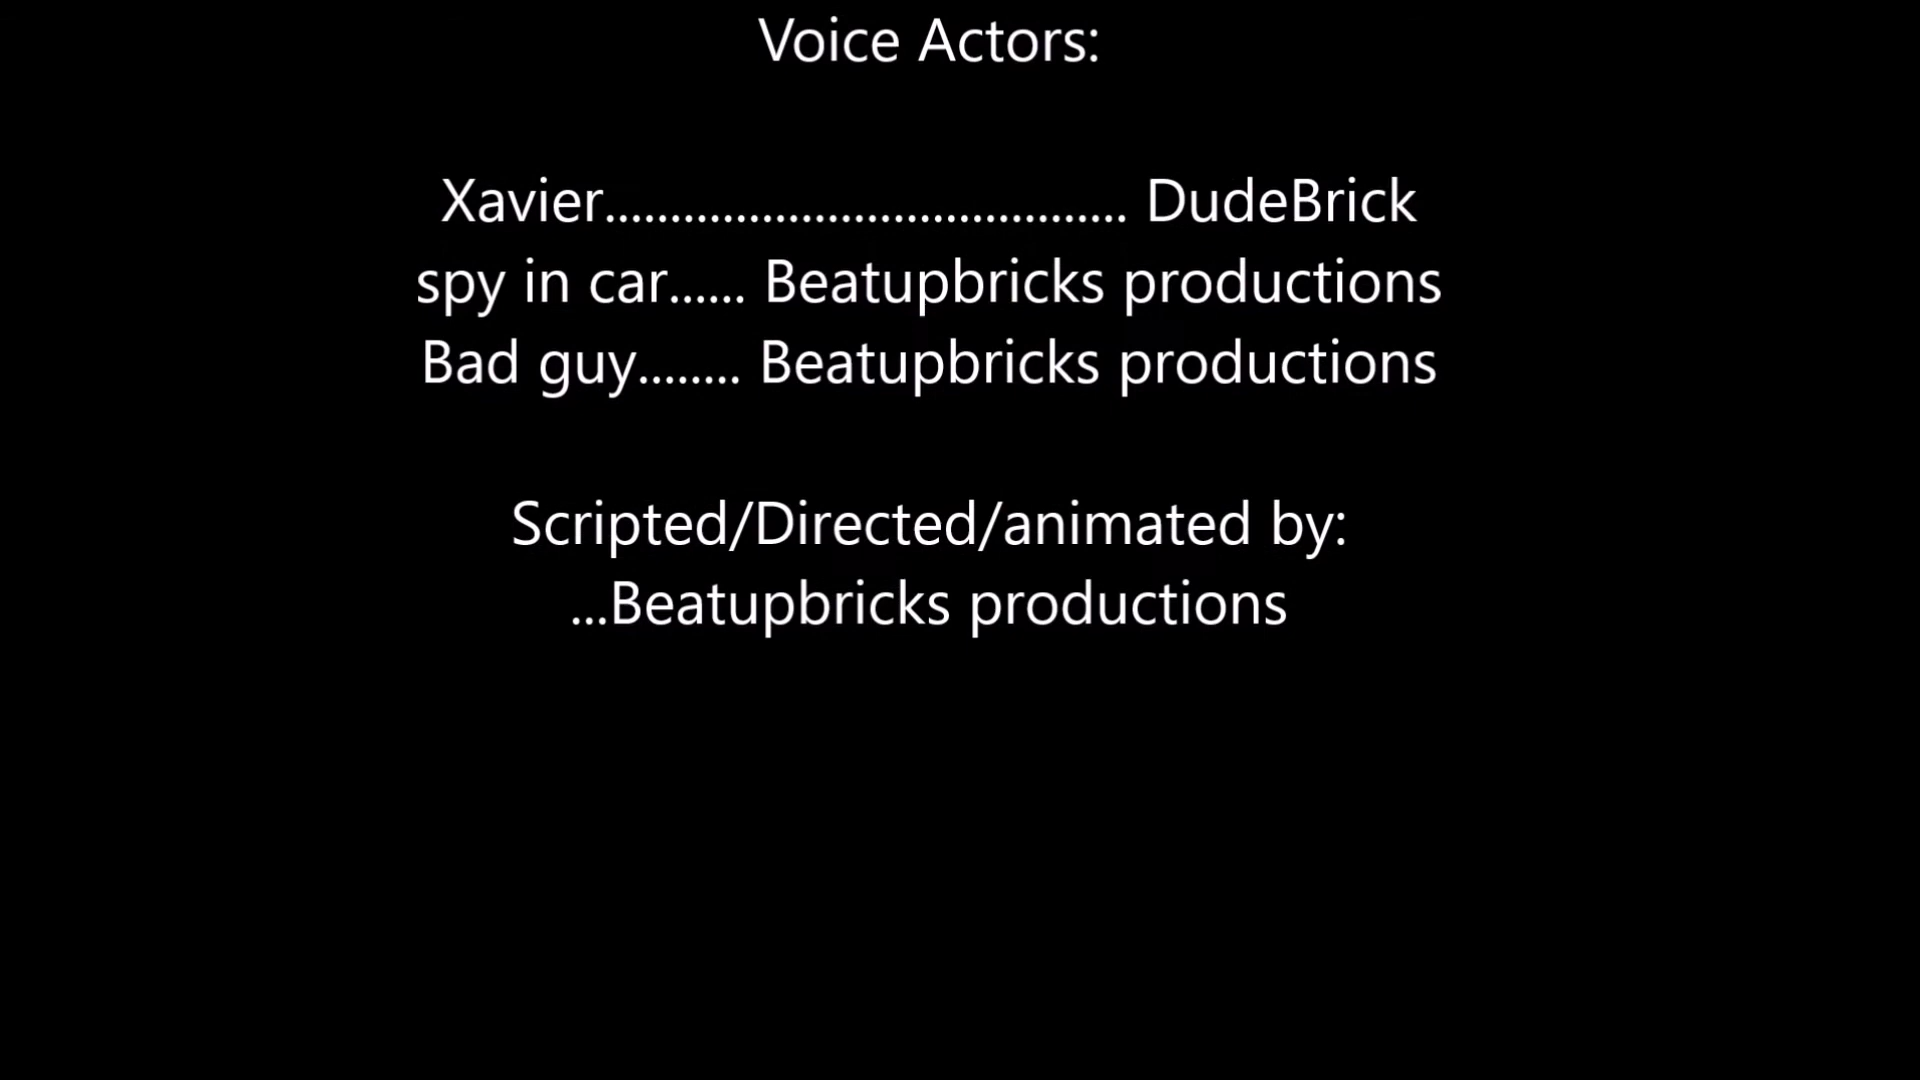 Voice Actors:
Xavier........................................ DudeBrick
spy in car...... Beatupbricks productions
Bad guy........ Beatupbricks productions
Scripted/Directed/animated by:
...Beatupbricks productions